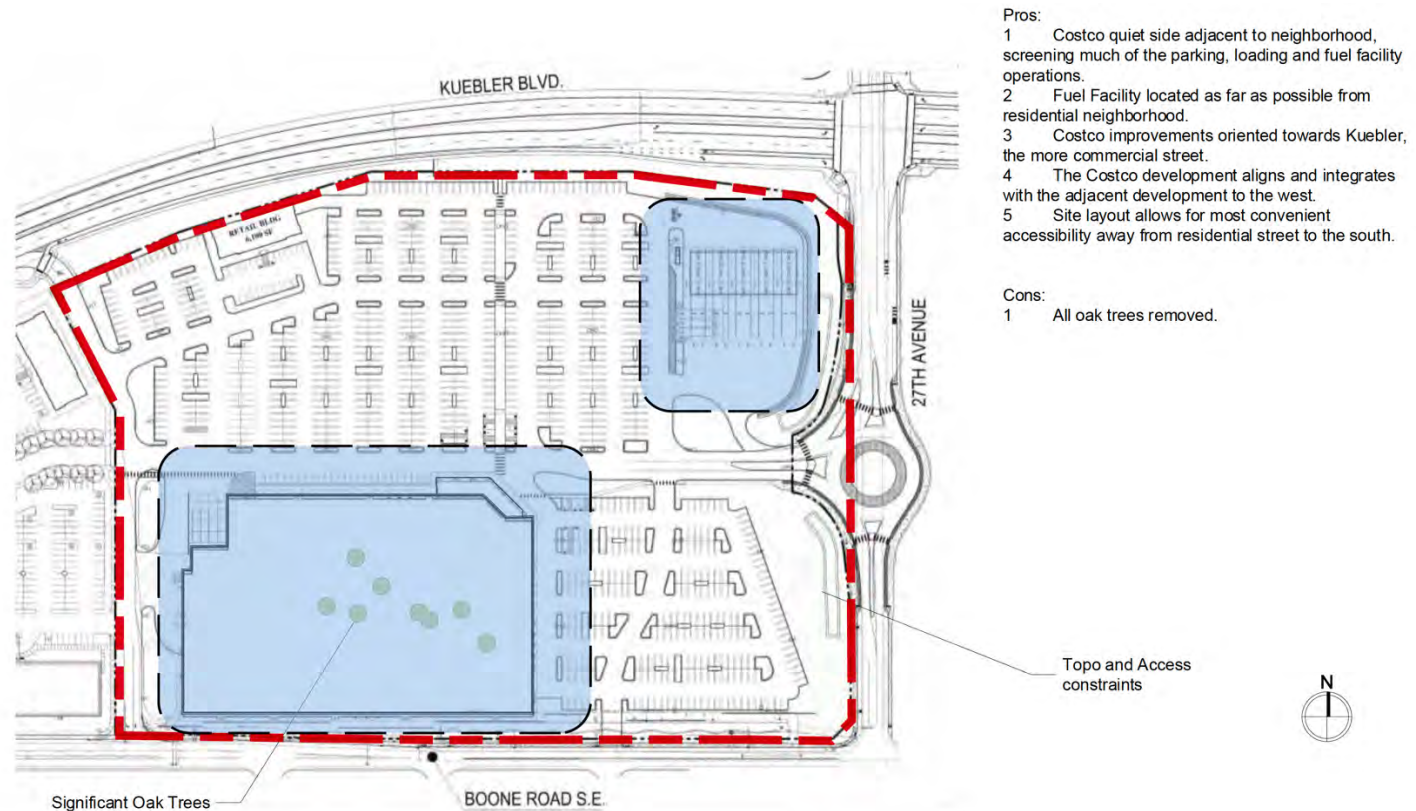 Pros:
1 Costco quiet side adjacent to neighborhood,
screening much of the parking, loading and fuel facility
operations.
2 Fuel Facility located as far as possible from
residential neighborhood.
3 Costco improvements oriented towards Kuebler,
the more commercial street.
4 The Costco development aligns and integrates
with the adjacent development to the west.
5 Site layout allows for most convenient
accessibility away from residential street to the south.
Cons:
1 All oak trees removed.
KUEBLER BLVD.
RETAIL BLDG
6,100 SF
27TH AVENUE
Topo and Access
constraints
N
Significant Oak Trees
BOONE ROAD S.E.